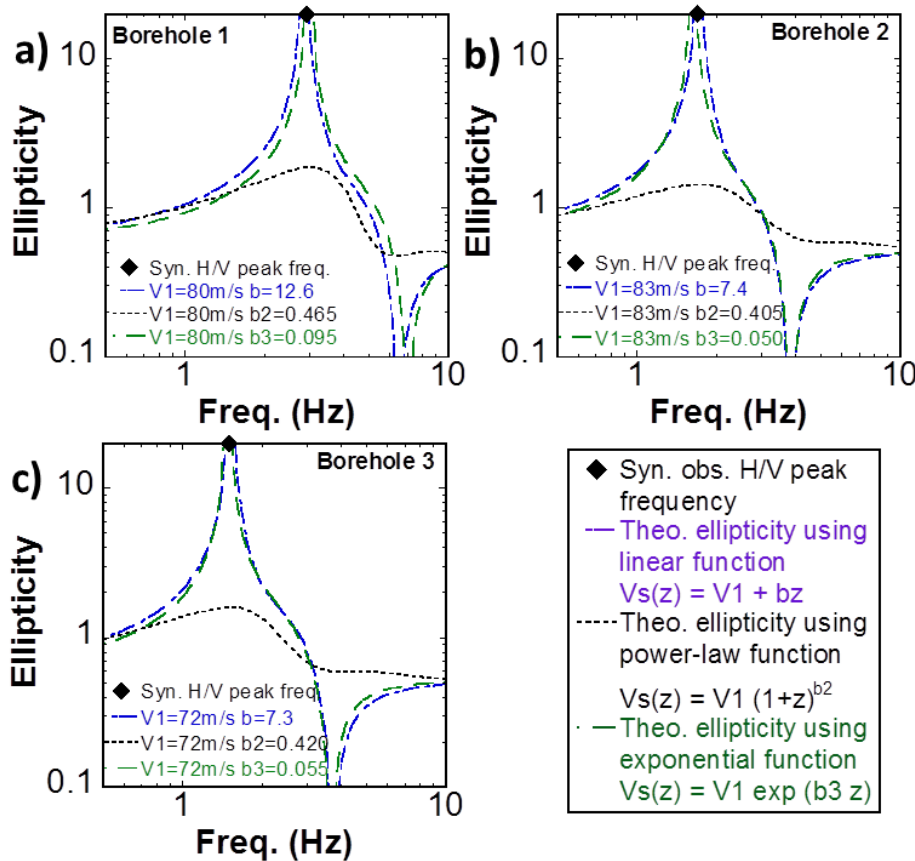 a)
Borehole 1
10
1
0.1
Ellipticity
Syn. H/V peak freq.
V1=80m/s b=12.6
V1=80m/s b2=0.465
V1=80m/s b3=0.095
1
10
Freq. (Hz)
b)
Borehole 2
10
1
0.1
Ellipticity
Syn. H/V peak freq.
V1=83m/s b=7.4
V1=83m/s b2=0.405
V1=83m/s b3=0.050
1
10
Freq. (Hz)
c)
Borehole 3
10
1
0.1
Ellipticity
Syn. H/V peak freq.
V1=72m/s b=7.3
V1=72m/s b2=0.420
V1=72m/s b3=0.055
1
10
Freq. (Hz)
Syn. obs. H/V peak
frequency
Theo. ellipticity using
linear function
Vs(z) = V1 + bz
Theo. ellipticity using
power-law function
Vs(z) = V1 (1+z)^b2
Theo. ellipticity using
exponential function
Vs(z) = V1 exp (b3 z)